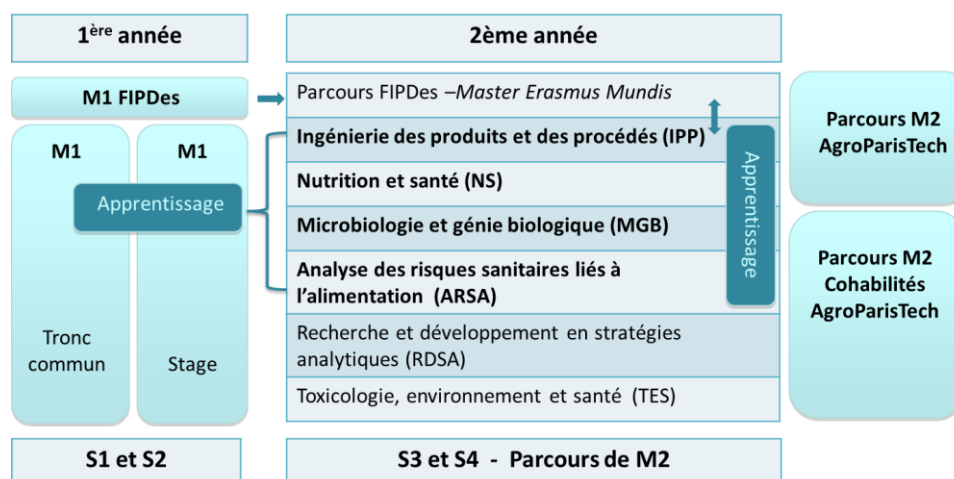 1ère année
2ème année
M1 FIPDes
Parcours FIPDes –Master Erasmus Mundis
Ingénierie des produits et des procédés (IPP)
Nutrition et santé (NS)
Microbiologie et génie biologique (MGB)
Analyse des risques sanitaires liés à
l’alimentation (ARSA)
Recherche et développement en stratégies
analytiques (RDSA)
Toxicologie, environnement et santé (TES)
M1
M1
Apprentissage
Tronc
commun
Stage
Apprentissage
Parcours M2
AgroParisTech
Parcours M2
Cohabilités
AgroParisTech
S1 et S2
S3 et S4 - Parcours de M2